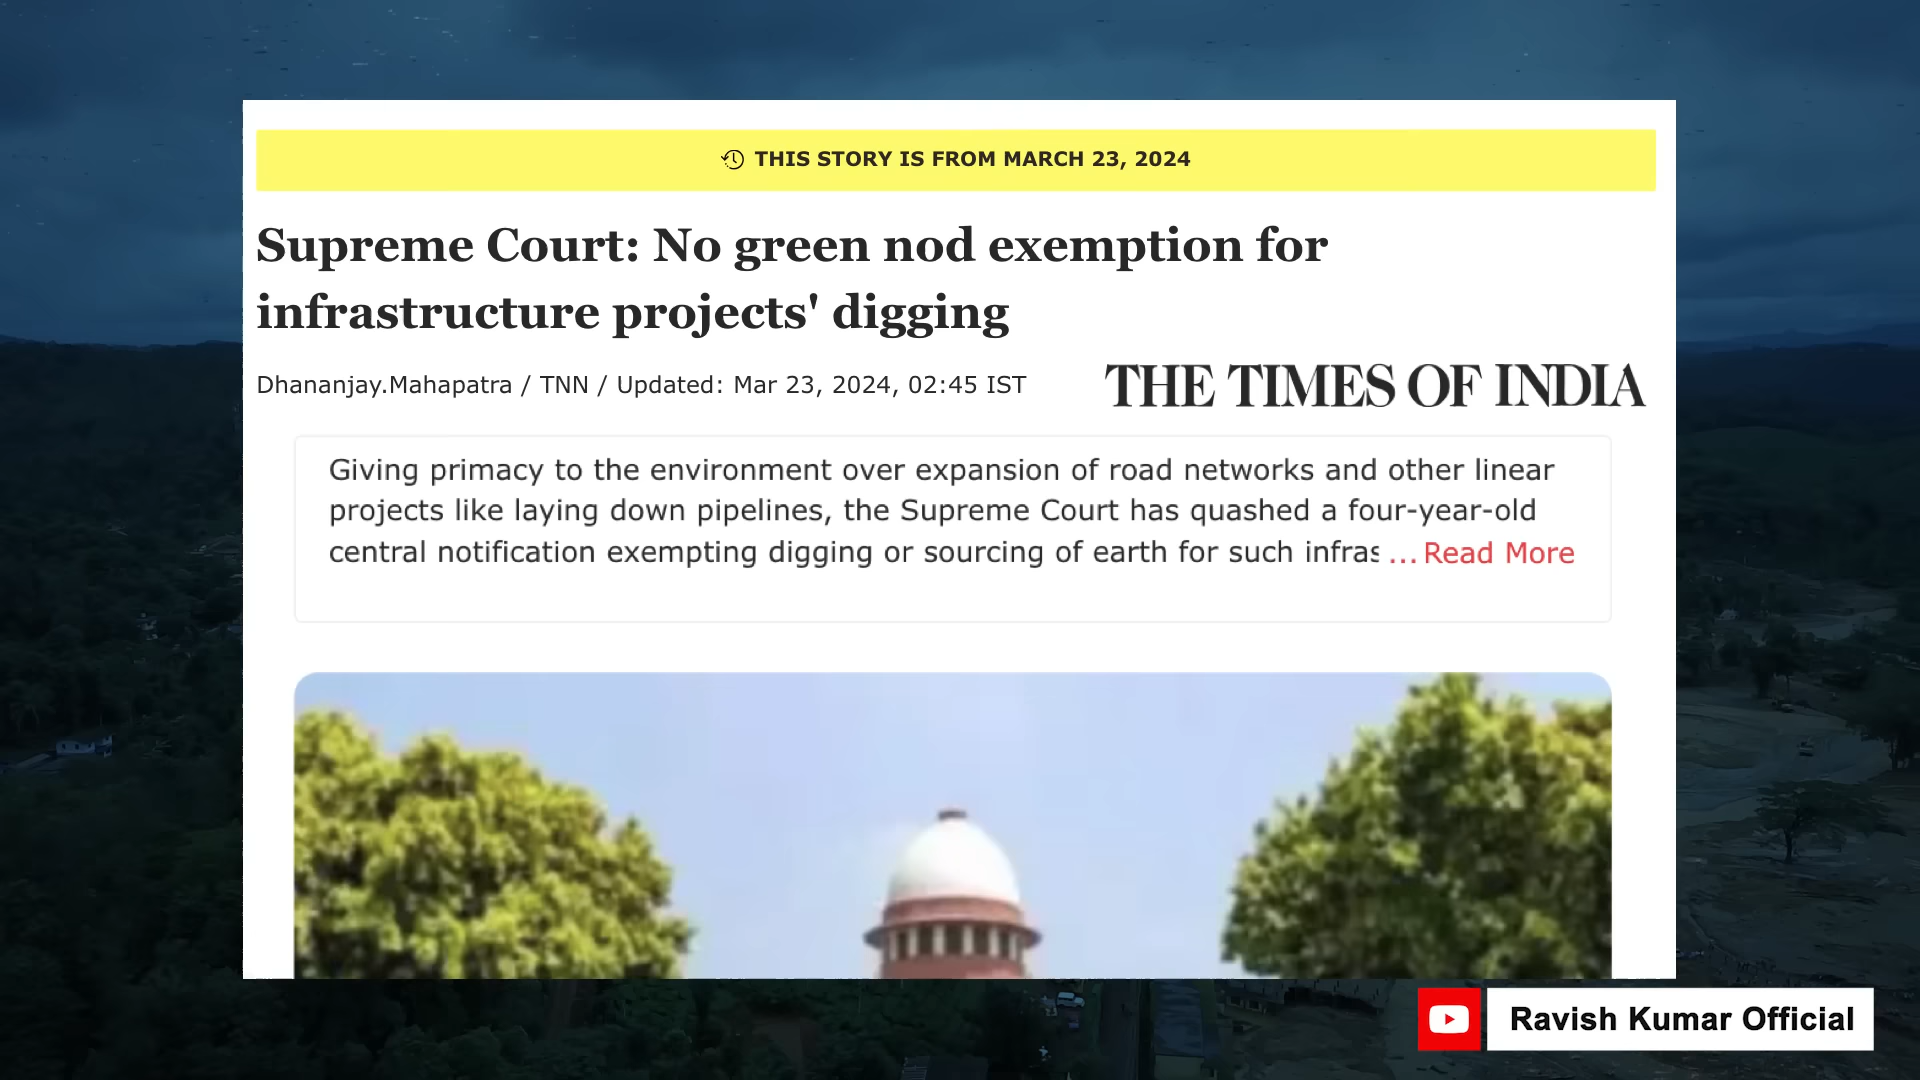 THIS STORY IS FROM MARCH 23, 2024
Supreme Court: No green nod exemption for
infrastructure projects' digging
Dhananjay.Mahapatra / TNN / Updated: Mar 23, 2024, 02:45 IST
THE TIMES OF INDIA
Giving primacy to the environment over expansion of road networks and other linear
projects like laying down pipelines, the Supreme Court has quashed a four-year-old
central notification exempting digging or sourcing of earth for such infras ... Read More
Ravish Kumar Official